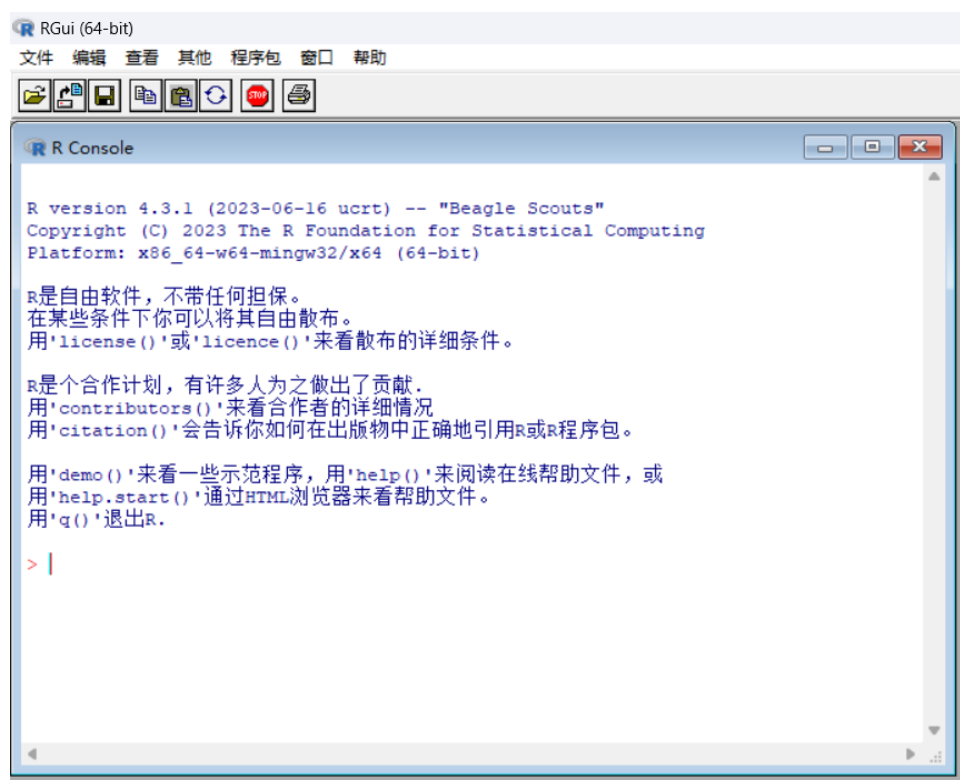 RGui (64-bit)
文件 编辑 查看 其他 程序包 窗口 帮助
STOP
R Console
R version 4.3.1 (2023-06-16 ucrt) -- "Beagle Scouts"
Copyright (C) 2023 The R Foundation for Statistical Computing
Platform: x86_64-w64-mingw32/x64 (64-bit)
R是自由软件，不带任何担保。
在某些条件下你可以将其自由散布。
用'license()'或'licence()'来看散布的详细条件。
R是个合作计划，有许多人为之做出了贡献.
用'contributors()'来看合作者的详细情况
用'citation()'会告诉你如何在出版物中正确地引用R或R程序包。
用'demo()'来看一些示范程序，用'help()'来阅读在线帮助文件，或
用'help.start()'通过HTML浏览器来看帮助文件。
用'q()'退出R.
>